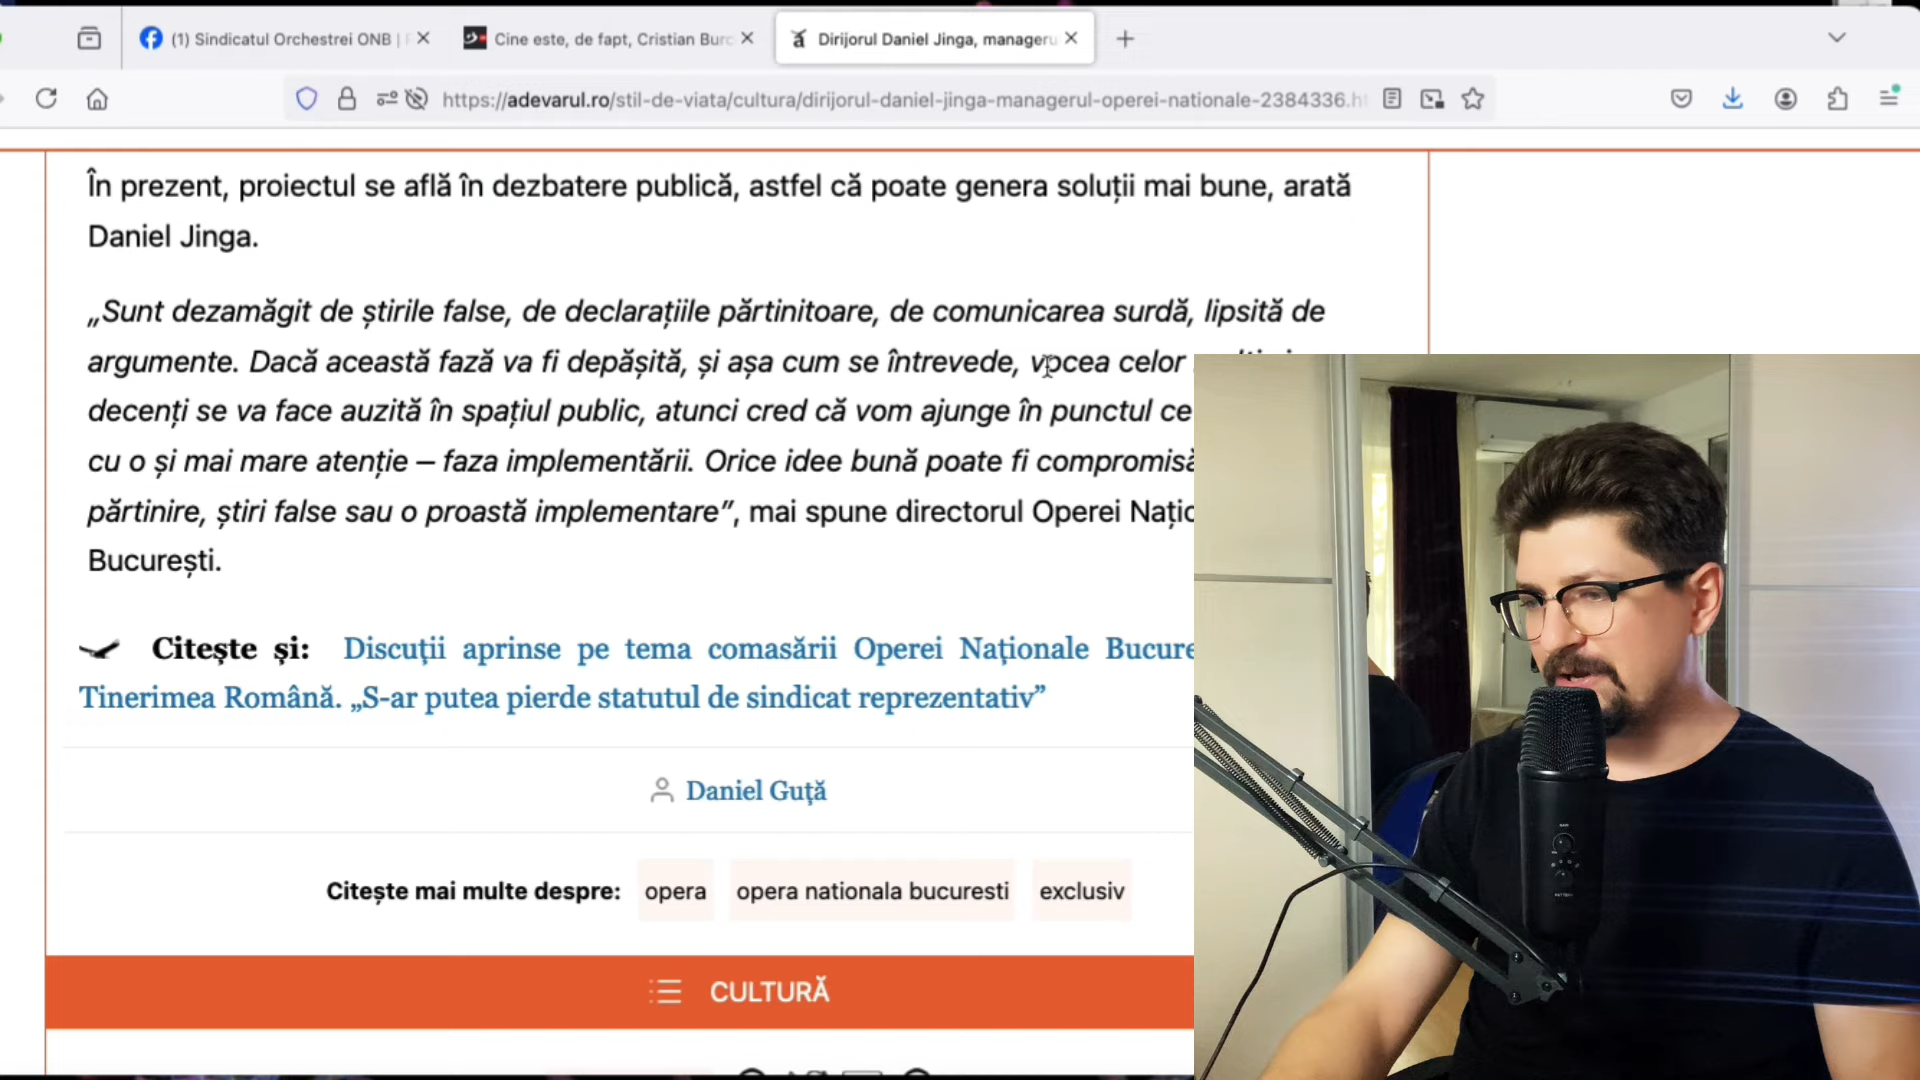 (1) Sindicatul Orchestrei ONB |
Cine este, de fapt, Cristian Burc
Dirijorul Daniel Jinga, manageru
https://adevarul.ro/stil-de-viata/cultura/dirijorul-daniel-jinga-managerul-operei-nationale-2384336.h
În prezent, proiectul se află în dezbatere publică, astfel că poate genera soluții mai bune, arată
Daniel Jinga.
„Sunt dezamăgit de știrile false, de declarațiile părtinitoare, de comunicarea surdă, lipsită de
argumente. Dacă această fază va fi depășită, și așa cum se întrevede, vocea celor
decenți se va face auzită în spațiul public, atunci cred că vom ajunge în punctul ce
cu o și mai mare atenție – faza implementării. Orice idee bună poate fi compromisă
părtinire, știri false sau o proastă implementare”, mai spune directorul Operei Națio
București.
Citește și: Discuții aprinse pe tema comasării Operei Naționale Bucure
Tinerimea Română. „S-ar putea pierde statutul de sindicat reprezentativ”
Daniel Guță
Citește mai multe despre: opera opera nationala bucuresti exclusiv
CULTURĂ